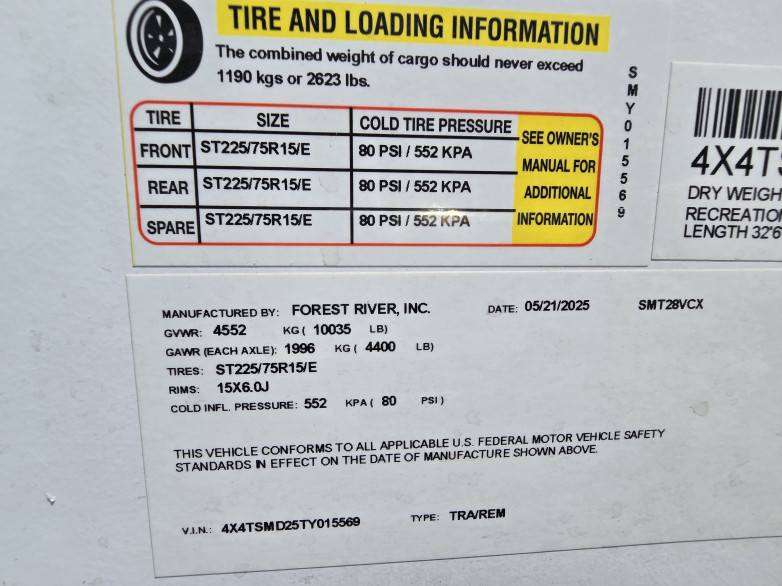 TIRE AND LOADING INFORMATION
The combined weight of cargo should never exceed
1190 kgs or 2623 lbs.
TIRE SIZE COLD TIRE PRESSURE SEE OWNER'S
FRONT ST225/75R15/E 80 PSI / 552 KPA MANUAL FOR
REAR ST225/75R15/E 80 PSI / 552 KPA ADDITIONAL
SPARE ST225/75R15/E 80 PSI / 552 KPA INFORMATION
SMY015569
DRY WEIGH
RECREATIO
LENGTH 32'6
MANUFACTURED BY: FOREST RIVER, INC. DATE: 05/21/2025 SMT28VCX
GVWR: 4552 KG ( 10035 LB)
GAWR (EACH AXLE): 1996 KG ( 4400 LB)
TIRES: ST225/75R15/E
RIMS: 15X6.0J
COLD INFL. PRESSURE: 552 KPA ( 80 PSI )
THIS VEHICLE CONFORMS TO ALL APPLICABLE U.S. FEDERAL MOTOR VEHICLE SAFETY
STANDARDS IN EFFECT ON THE DATE OF MANUFACTURE SHOWN ABOVE.
V.I.N.: 4X4TSMD25TY015569 TYPE: TRA/REM